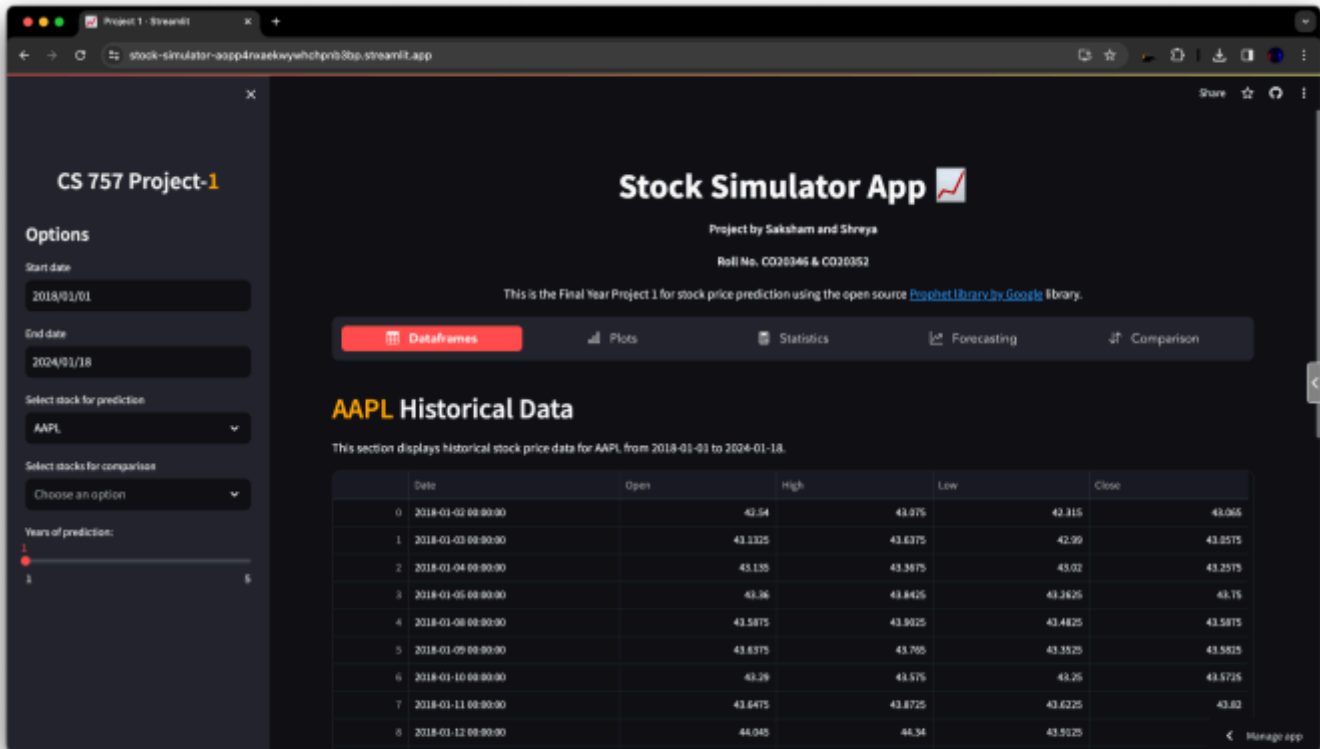 Project 1 · Streamlit
stock-simulator-aopp4nxaekwywhchpnb3bp.streamlit.app
Share
CS 757 Project-1
Options
Start date
2018/01/01
End date
2024/01/18
Select stock for prediction
AAPL
Select stocks for comparison
Choose an option
Years of prediction:
1
1 5
Stock Simulator App
Project by Saksham and Shreya
Roll No. CO20346 & CO20352
This is the Final Year Project 1 for stock price prediction using the open source Prophet library by Google library.
Dataframes Plots Statistics Forecasting Comparison
AAPL Historical Data
This section displays historical stock price data for AAPL from 2018-01-01 to 2024-01-18.
Date Open High Low Close
0 2018-01-02 00:00:00 42.54 43.075 42.315 43.065
1 2018-01-03 00:00:00 43.1325 43.6375 42.99 43.0575
2 2018-01-04 00:00:00 43.135 43.3675 43.02 43.2575
3 2018-01-05 00:00:00 43.36 43.8425 43.2625 43.75
4 2018-01-08 00:00:00 43.5875 43.9025 43.4825 43.5875
5 2018-01-09 00:00:00 43.6375 43.765 43.3525 43.5825
6 2018-01-10 00:00:00 43.29 43.575 43.25 43.5725
7 2018-01-11 00:00:00 43.6475 43.8725 43.6225 43.82
8 2018-01-12 00:00:00 44.045 44.34 43.9125
Manage app